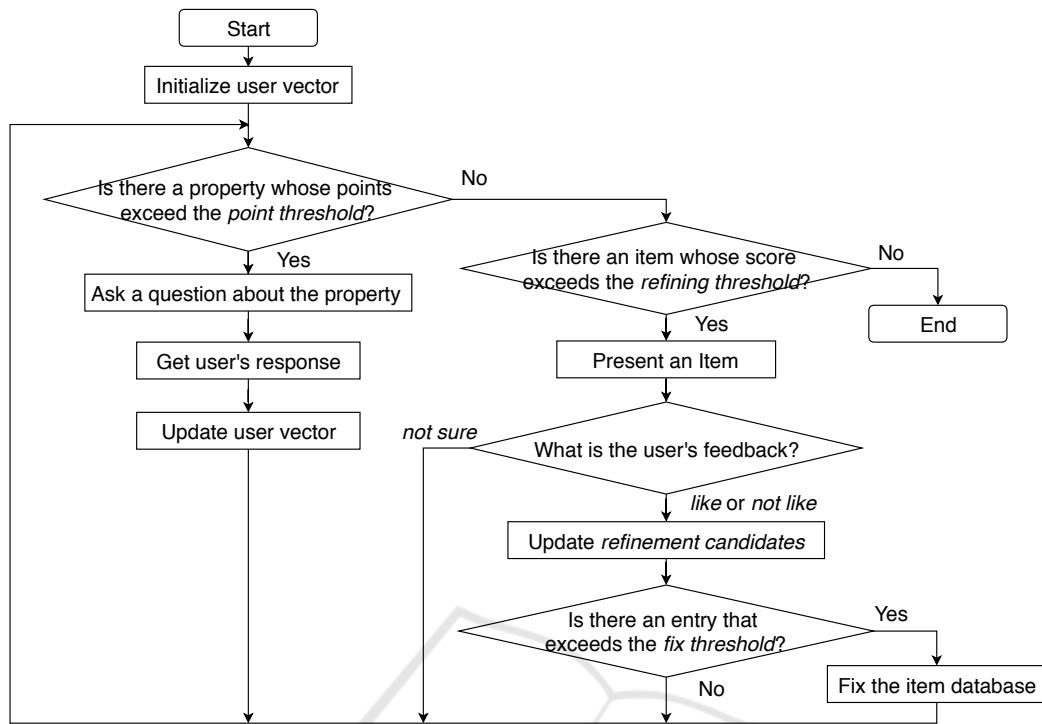 Start
Initialize user vector
Is there a property whose points
exceed the point threshold?
No
Yes
Ask a question about the property
Get user's response
Update user vector
Is there an item whose score
exceeds the refining threshold?
No
End
Yes
Present an Item
What is the user's feedback?
not sure
like or not like
Update refinement candidates
Is there an entry that
exceeds the fix threshold?
Yes
No
Fix the item database